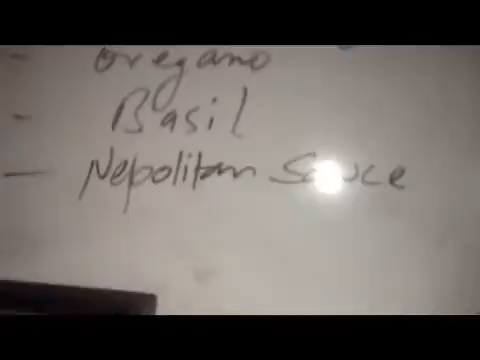 - oregano
- Basil
- Nepolitan Sauce